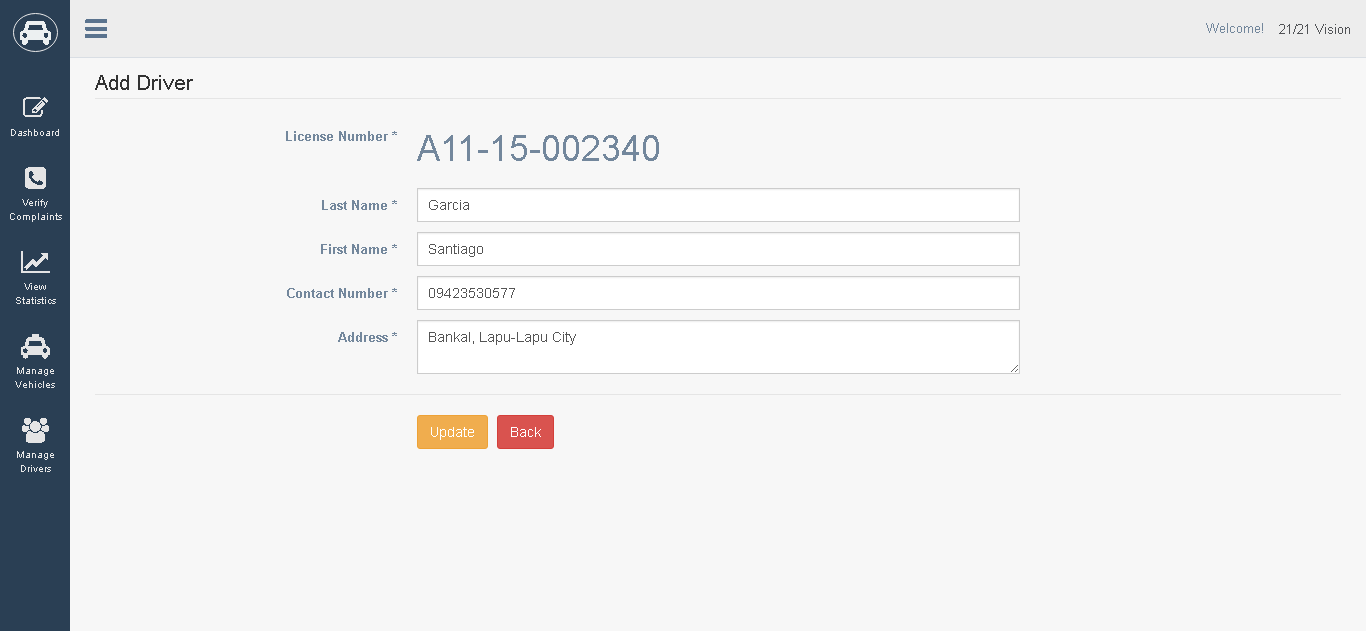 Welcome! 21/21 Vision
Dashboard
Verify
Complaints
View
Statistics
Manage
Vehicles
Manage
Drivers
Add Driver
License Number * A11-15-002340
Last Name * Garcia
First Name * Santiago
Contact Number * 09423530577
Address * Bankal, Lapu-Lapu City
Update Back